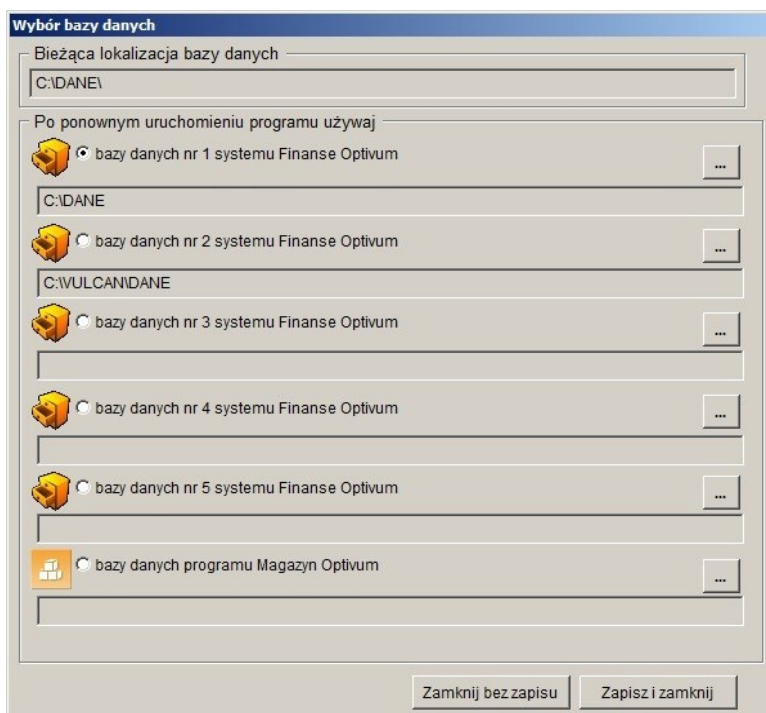 Wybór bazy danych
Bieżąca lokalizacja bazy danych
C:\DANE\
Po ponownym uruchomieniu programu używaj
bazy danych nr 1 systemu Finanse Optivum
...
C:\DANE
bazy danych nr 2 systemu Finanse Optivum
...
C:\VULCAN\DANE
bazy danych nr 3 systemu Finanse Optivum
...
bazy danych nr 4 systemu Finanse Optivum
...
bazy danych nr 5 systemu Finanse Optivum
...
bazy danych programu Magazyn Optivum
...
Zamknij bez zapisu Zapisz i zamknij